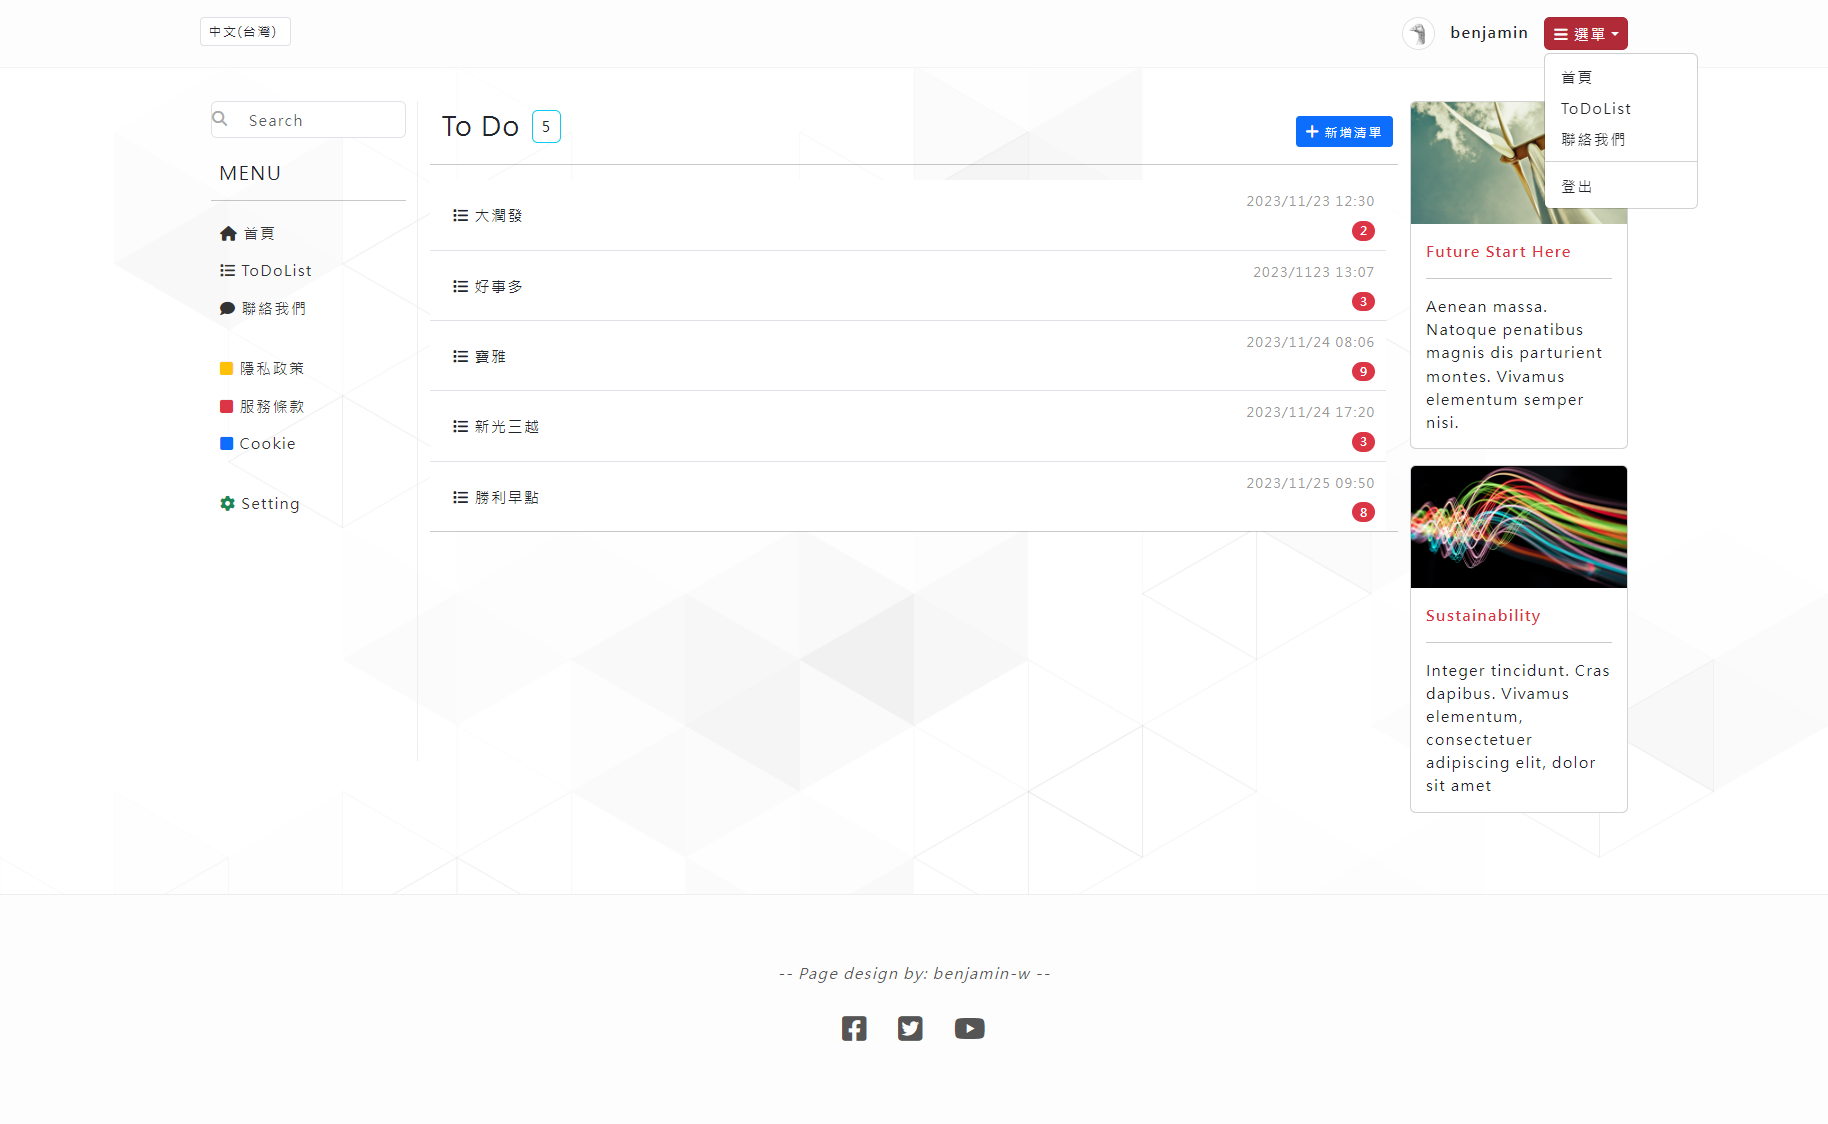 中文(台灣)
benjamin
選單
首頁
ToDoList
聯絡我們
登出
Search
MENU
首頁
ToDoList
聯絡我們
隱私政策
服務條款
Cookie
Setting
To Do 5
新增清單
大潤發
2023/11/23 12:30
2
好事多
2023/1123 13:07
3
寶雅
2023/11/24 08:06
9
新光三越
2023/11/24 17:20
3
勝利早點
2023/11/25 09:50
8
Future Start Here
Aenean massa.
Natoque penatibus
magnis dis parturient
montes. Vivamus
elementum semper
nisi.
Sustainability
Integer tincidunt. Cras
dapibus. Vivamus
elementum,
consectetuer
adipiscing elit, dolor
sit amet
-- Page design by: benjamin-w --